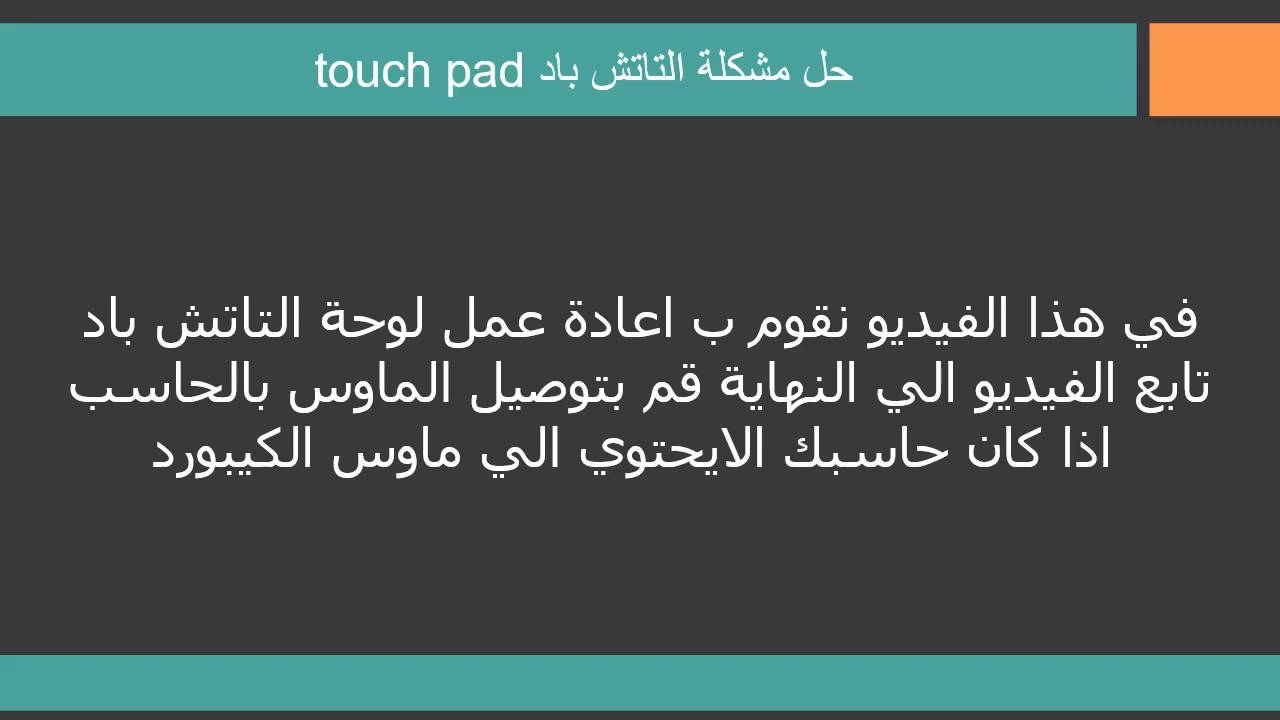 حل مشكلة التاتش باد touch pad
في هذا الفيديو نقوم ب اعادة عمل لوحة التاتش باد
تابع الفيديو الي النهاية قم بتوصيل الماوس بالحاسب
اذا كان حاسبك الايحتوي الي ماوس الكيبورد